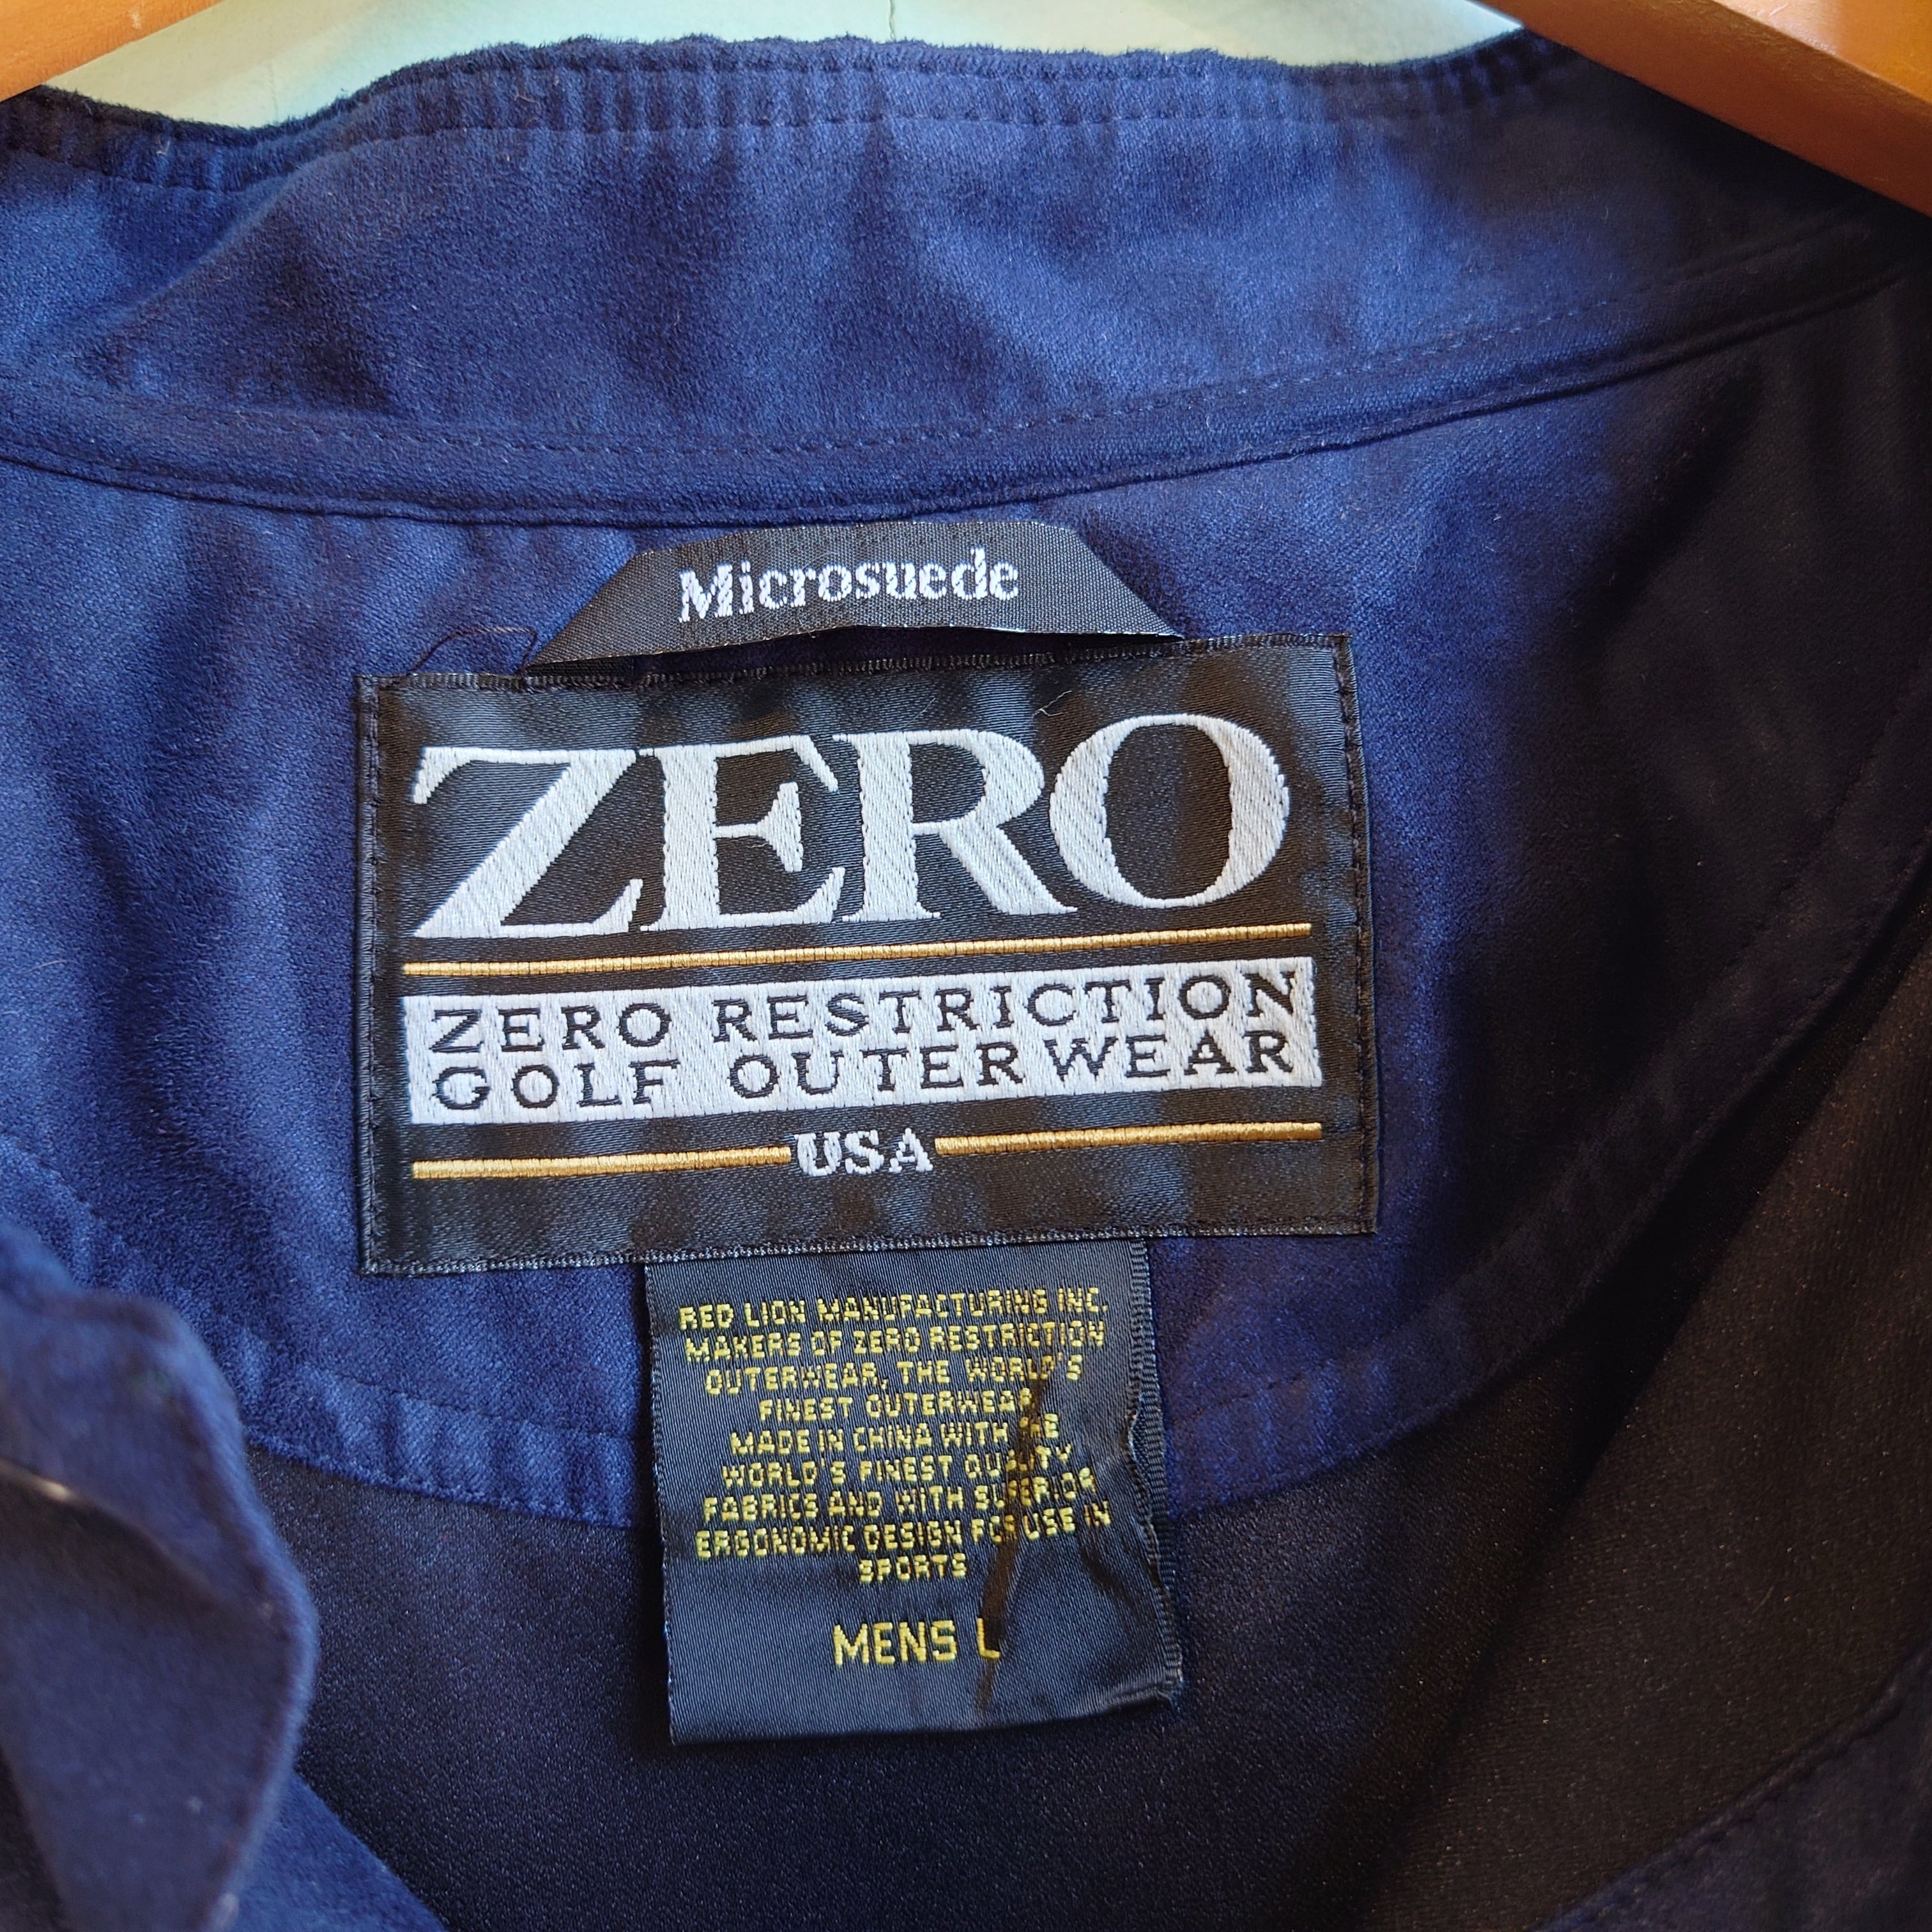 Microsuede
ZERO
ZERO RESTRICTION
GOLF OUTERWEAR
USA
RED LION MANUFACTURING INC.
MAKERS OF ZERO RESTRICTION
OUTERWEAR, THE WORLD'S
FINEST OUTERWEAR
MADE IN CHINA WITH THE
WORLD'S FINEST QUALITY
FABRICS AND WITH SUPERIOR
ERGONOMIC DESIGN FOR USE IN
SPORTS
MENS L